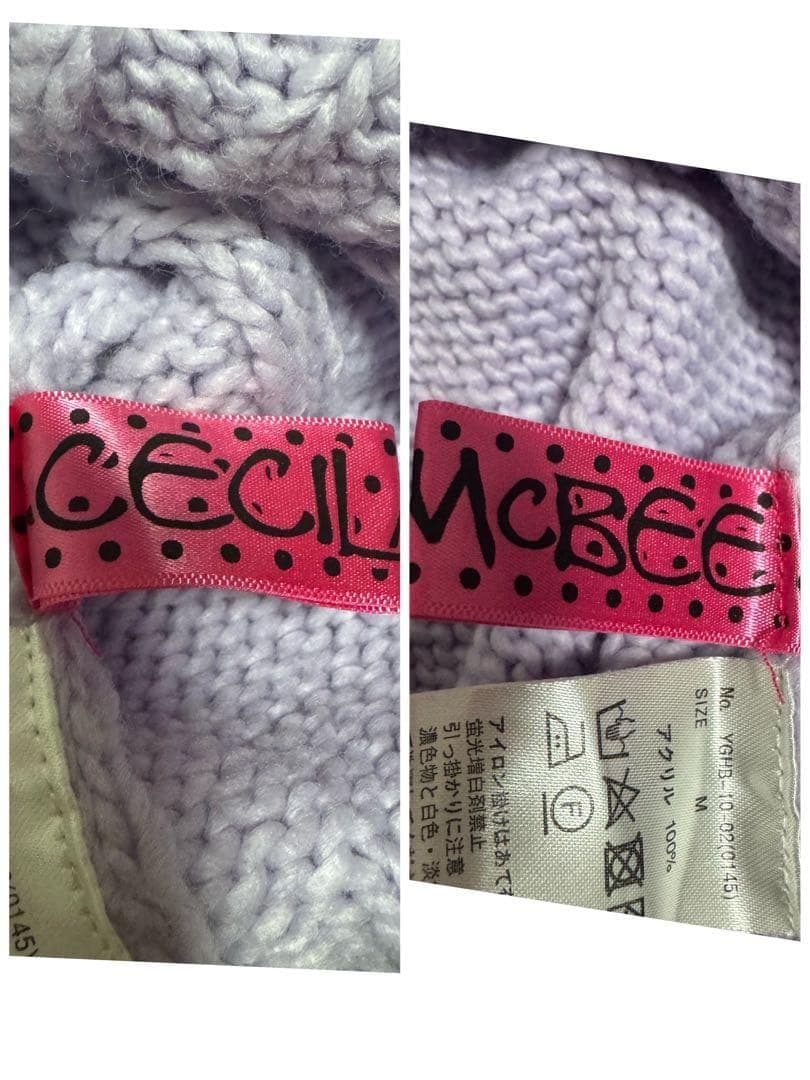 CECIL
McBEE
No. YGHB-10-02(0145)
SIZE M
アクリル 100%
F
アイロン掛けはあて
蛍光増白剤禁止
引っ掛かりに注意
濃色物と白色・淡
(0145)